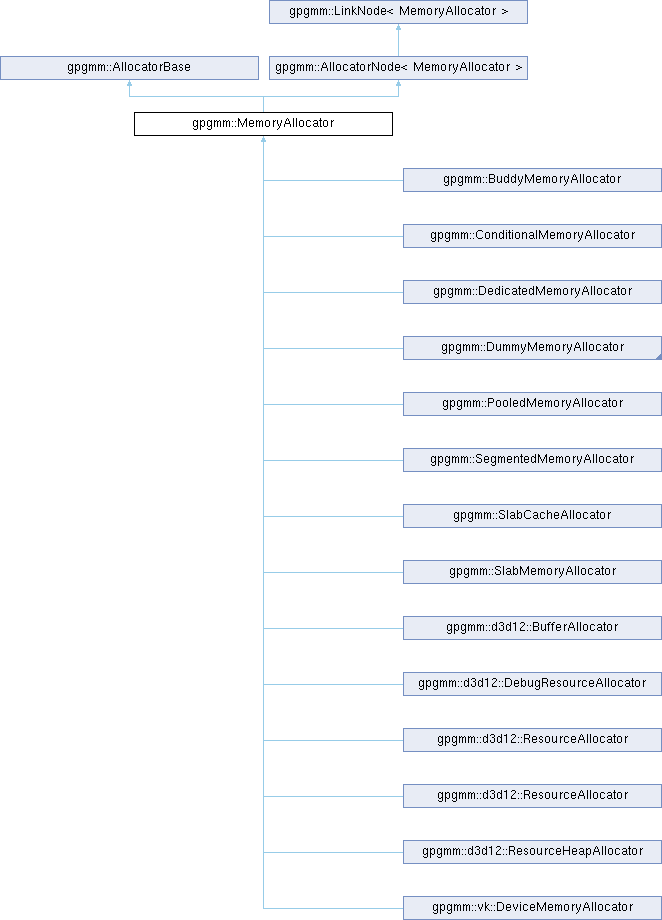 gpgmm::LinkNode< MemoryAllocator >
gpgmm::AllocatorBase
gpgmm::AllocatorNode< MemoryAllocator >
gpgmm::MemoryAllocator
gpgmm::BuddyMemoryAllocator
gpgmm::ConditionalMemoryAllocator
gpgmm::DedicatedMemoryAllocator
gpgmm::DummyMemoryAllocator
gpgmm::PooledMemoryAllocator
gpgmm::SegmentedMemoryAllocator
gpgmm::SlabCacheAllocator
gpgmm::SlabMemoryAllocator
gpgmm::d3d12::BufferAllocator
gpgmm::d3d12::DebugResourceAllocator
gpgmm::d3d12::ResourceAllocator
gpgmm::d3d12::ResourceAllocator
gpgmm::d3d12::ResourceHeapAllocator
gpgmm::vk::DeviceMemoryAllocator